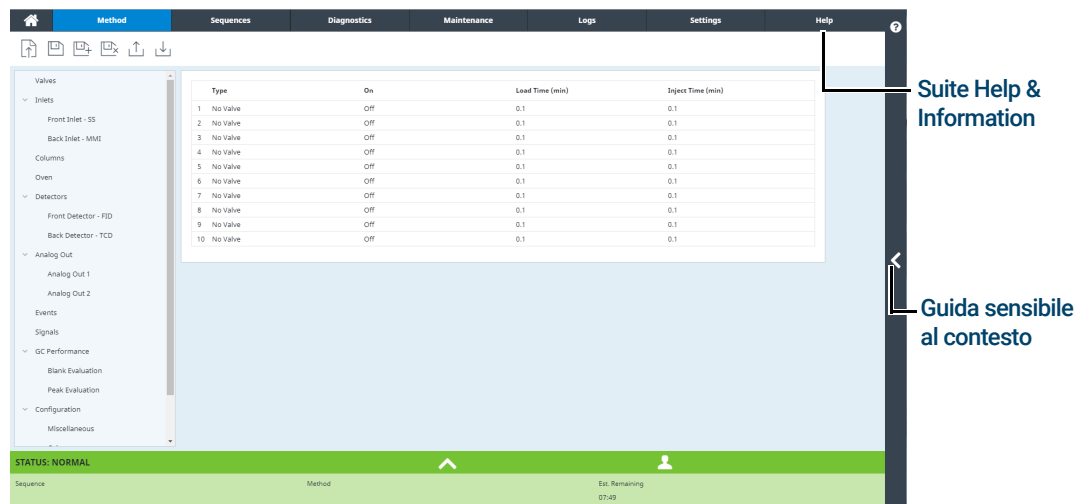 Method Sequences Diagnostics Maintenance Logs Settings Help
?
Valves
Inlets
Front Inlet - SS
Back Inlet - MMI
Columns
Oven
Detectors
Front Detector - FID
Back Detector - TCD
Analog Out
Analog Out 1
Analog Out 2
Events
Signals
GC Performance
Blank Evaluation
Peak Evaluation
Configuration
Miscellaneous
Type On Load Time (min) Inject Time (min)
1 No Valve Off 0.1 0.1
2 No Valve Off 0.1 0.1
3 No Valve Off 0.1 0.1
4 No Valve Off 0.1 0.1
5 No Valve Off 0.1 0.1
6 No Valve Off 0.1 0.1
7 No Valve Off 0.1 0.1
8 No Valve Off 0.1 0.1
9 No Valve Off 0.1 0.1
10 No Valve Off 0.1 0.1
Suite Help &
Information
Guida sensibile
al contesto
STATUS: NORMAL
Sequence Method Est. Remaining
07:49